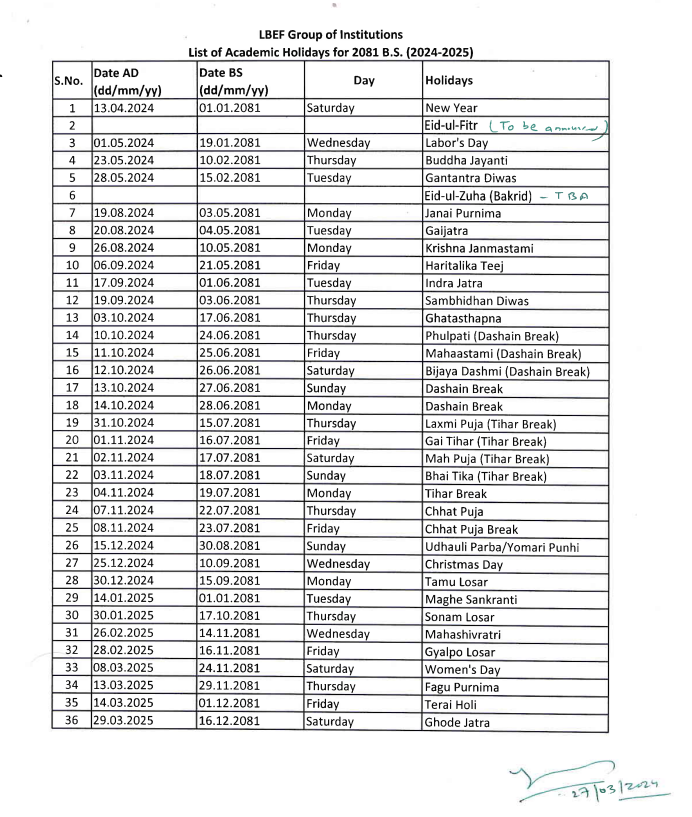 LBEF Group of Institutions
List of Academic Holidays for 2081 B.S. (2024-2025)
S.No. Date AD (dd/mm/yy) Date BS (dd/mm/yy) Day Holidays
1 13.04.2024 01.01.2081 Saturday New Year
2 Eid-ul-Fitr (To be announced)
3 01.05.2024 19.01.2081 Wednesday Labor's Day
4 23.05.2024 10.02.2081 Thursday Buddha Jayanti
5 28.05.2024 15.02.2081 Tuesday Gantantra Diwas
6 Eid-ul-Zuha (Bakrid) - TBA
7 19.08.2024 03.05.2081 Monday Janai Purnima
8 20.08.2024 04.05.2081 Tuesday Gaijatra
9 26.08.2024 10.05.2081 Monday Krishna Janmastami
10 06.09.2024 21.05.2081 Friday Haritalika Teej
11 17.09.2024 01.06.2081 Tuesday Indra Jatra
12 19.09.2024 03.06.2081 Thursday Sambhidhan Diwas
13 03.10.2024 17.06.2081 Thursday Ghatasthapna
14 10.10.2024 24.06.2081 Thursday Phulpati (Dashain Break)
15 11.10.2024 25.06.2081 Friday Mahaastami (Dashain Break)
16 12.10.2024 26.06.2081 Saturday Bijaya Dashmi (Dashain Break)
17 13.10.2024 27.06.2081 Sunday Dashain Break
18 14.10.2024 28.06.2081 Monday Dashain Break
19 31.10.2024 15.07.2081 Thursday Laxmi Puja (Tihar Break)
20 01.11.2024 16.07.2081 Friday Gai Tihar (Tihar Break)
21 02.11.2024 17.07.2081 Saturday Mah Puja (Tihar Break)
22 03.11.2024 18.07.2081 Sunday Bhai Tika (Tihar Break)
23 04.11.2024 19.07.2081 Monday Tihar Break
24 07.11.2024 22.07.2081 Thursday Chhat Puja
25 08.11.2024 23.07.2081 Friday Chhat Puja Break
26 15.12.2024 30.08.2081 Sunday Udhauli Parba/Yomari Punhi
27 25.12.2024 10.09.2081 Wednesday Christmas Day
28 30.12.2024 15.09.2081 Monday Tamu Losar
29 14.01.2025 01.01.2081 Tuesday Maghe Sankranti
30 30.01.2025 17.10.2081 Thursday Sonam Losar
31 26.02.2025 14.11.2081 Wednesday Mahashivratri
32 28.02.2025 16.11.2081 Friday Gyalpo Losar
33 08.03.2025 24.11.2081 Saturday Women's Day
34 13.03.2025 29.11.2081 Thursday Fagu Purnima
35 14.03.2025 01.12.2081 Friday Terai Holi
36 29.03.2025 16.12.2081 Saturday Ghode Jatra
27/03/2024